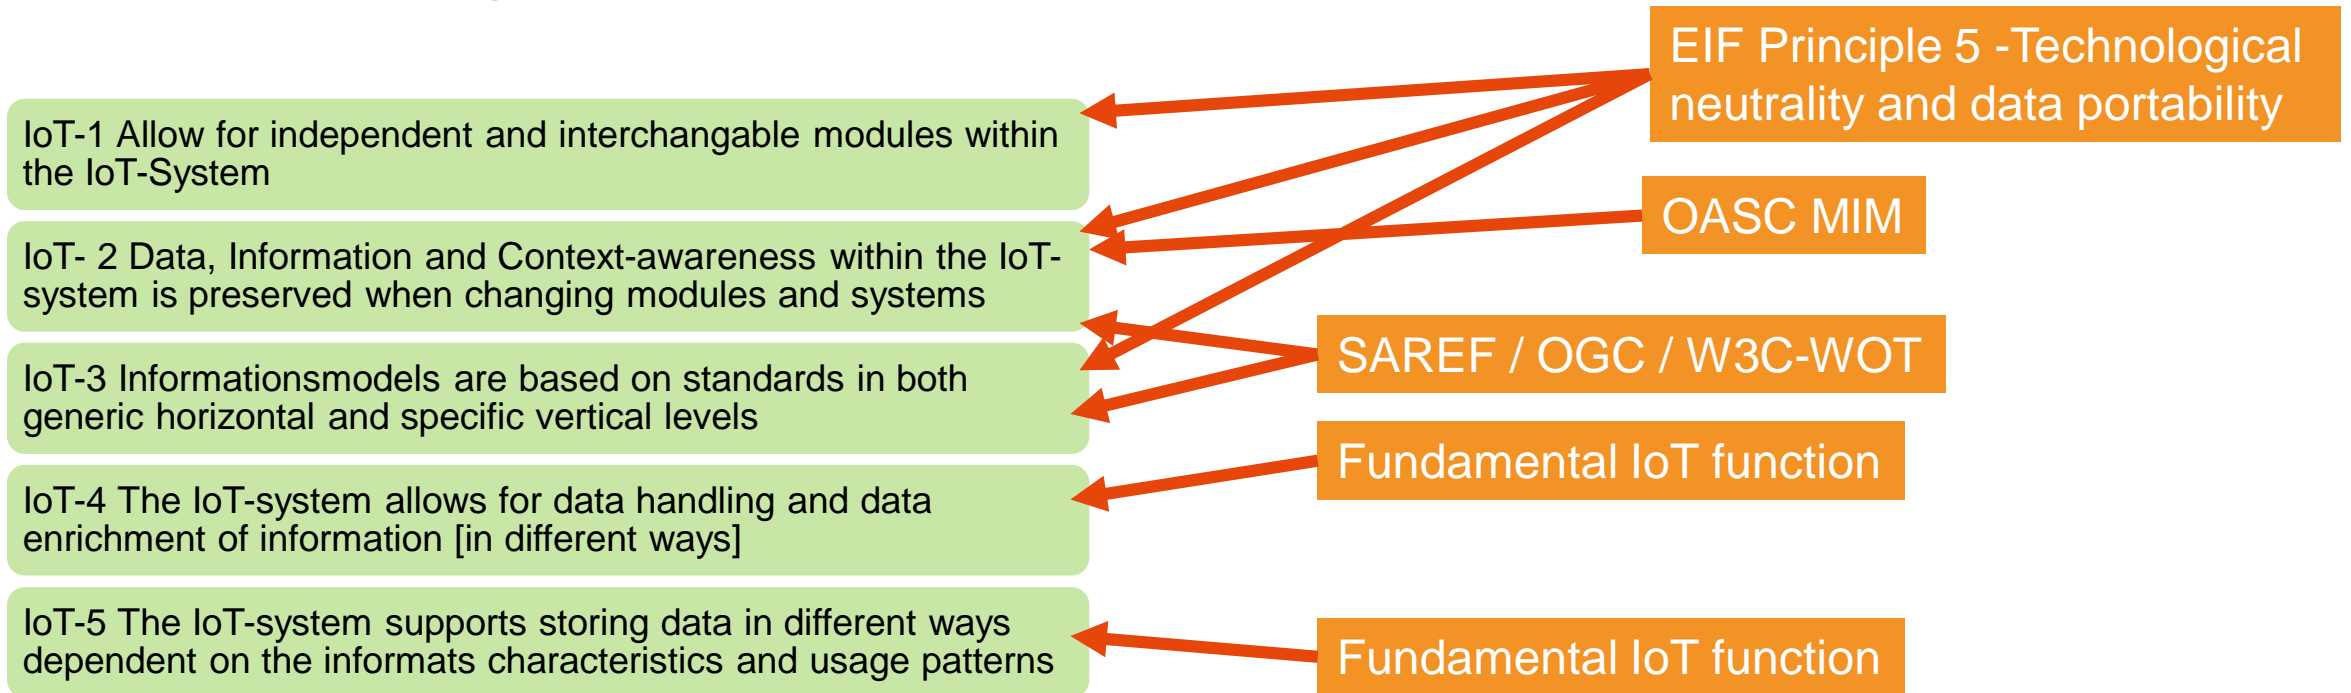 IoT-1 Allow for independent and interchangable modules within
the IoT-System
IoT- 2 Data, Information and Context-awareness within the IoT-
system is preserved when changing modules and systems
IoT-3 Informationsmodels are based on standards in both
generic horizontal and specific vertical levels
IoT-4 The IoT-system allows for data handling and data
enrichment of information [in different ways]
IoT-5 The IoT-system supports storing data in different ways
dependent on the informats characteristics and usage patterns
EIF Principle 5 -Technological
neutrality and data portability
OASC MIM
SAREF / OGC / W3C-WOT
Fundamental IoT function
Fundamental IoT function